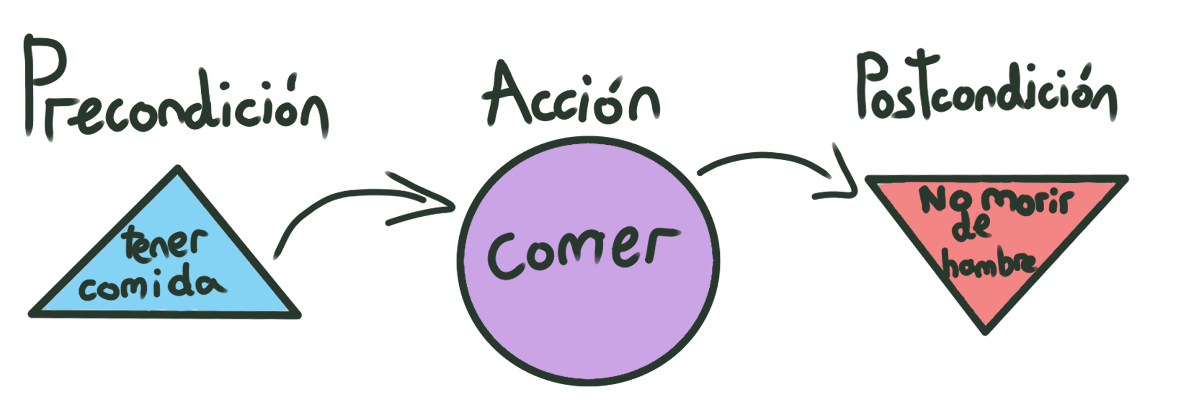 Precondición
Acción
Postcondición
tener
comida
Comer
No morir
de
hambre